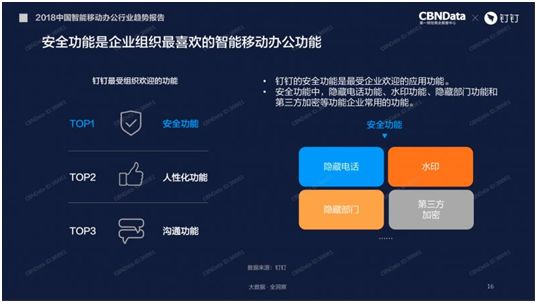 2018中国智能移动办公行业趋势报告
CBNData × 钉钉
第一财经商业数据中心
安全功能是企业组织最喜欢的智能移动办公功能
钉钉最受组织欢迎的功能
TOP1 安全功能
TOP2 人性化功能
TOP3 沟通功能
• 钉钉的安全功能是最受企业欢迎的应用功能。
• 安全功能中，隐藏电话功能、水印功能、隐藏部门功能和
第三方加密等功能企业常用的功能。
安全功能
隐藏电话
水印
隐藏部门
第三方
加密
……
数据来源：钉钉
大数据 · 全洞察
16